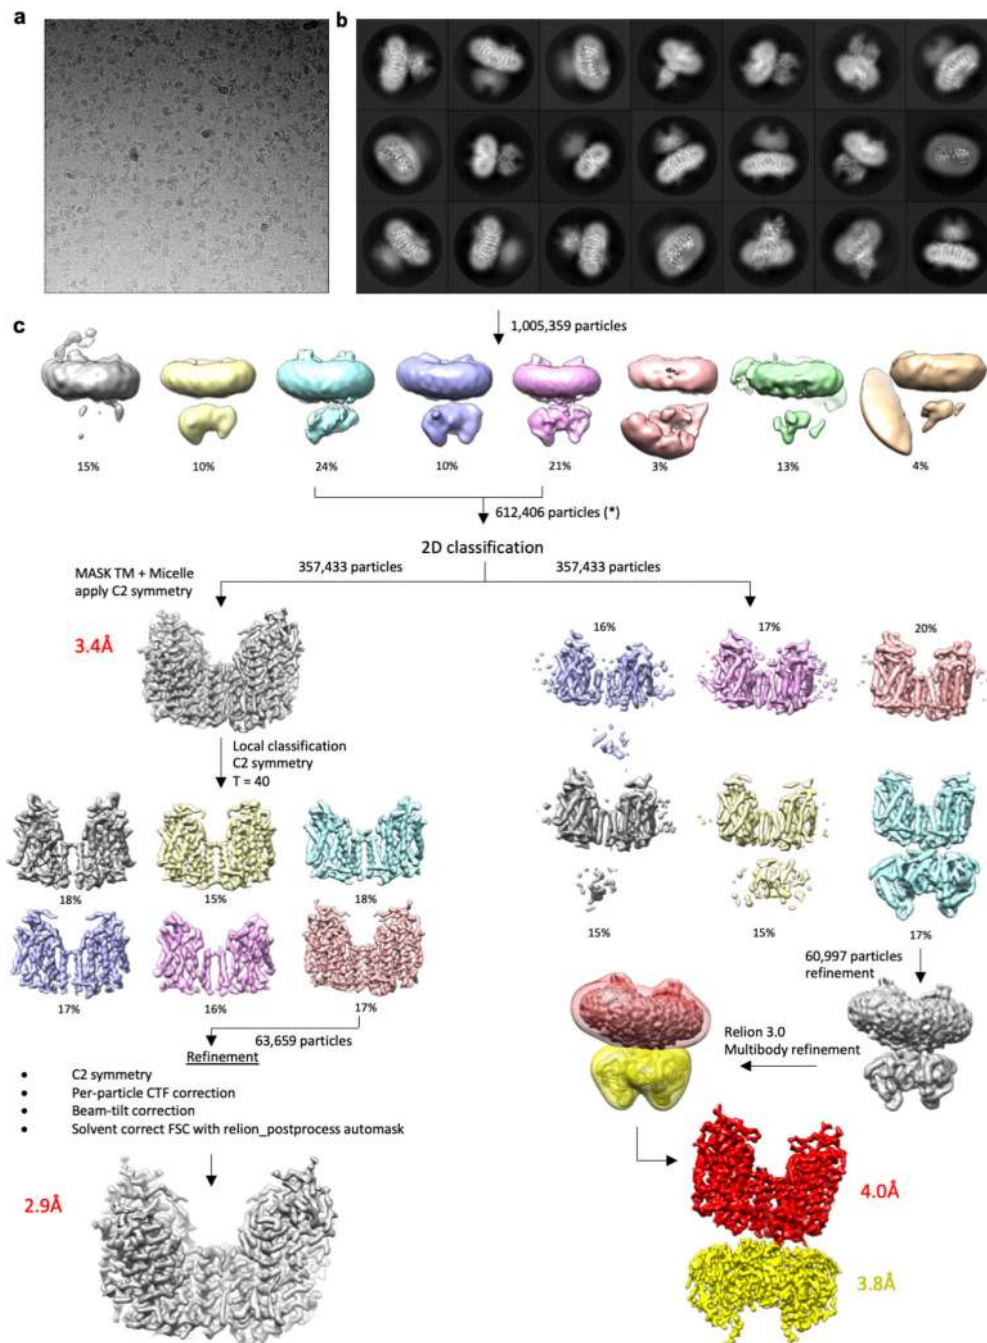 a
b
c
1,005,359 particles
15%
10%
24%
10%
21%
3%
13%
4%
612,406 particles (*)
2D classification
357,433 particles
357,433 particles
MASK TM + Micelle
apply C2 symmetry
3.4Å
Local classification
C2 symmetry
T = 40
18%
15%
18%
17%
16%
17%
63,659 particles
Refinement
• C2 symmetry
• Per-particle CTF correction
• Beam-tilt correction
• Solvent correct FSC with relion_postprocess automask
2.9Å
16%
17%
20%
15%
15%
17%
60,997 particles
refinement
Relion 3.0
Multibody refinement
4.0Å
3.8Å